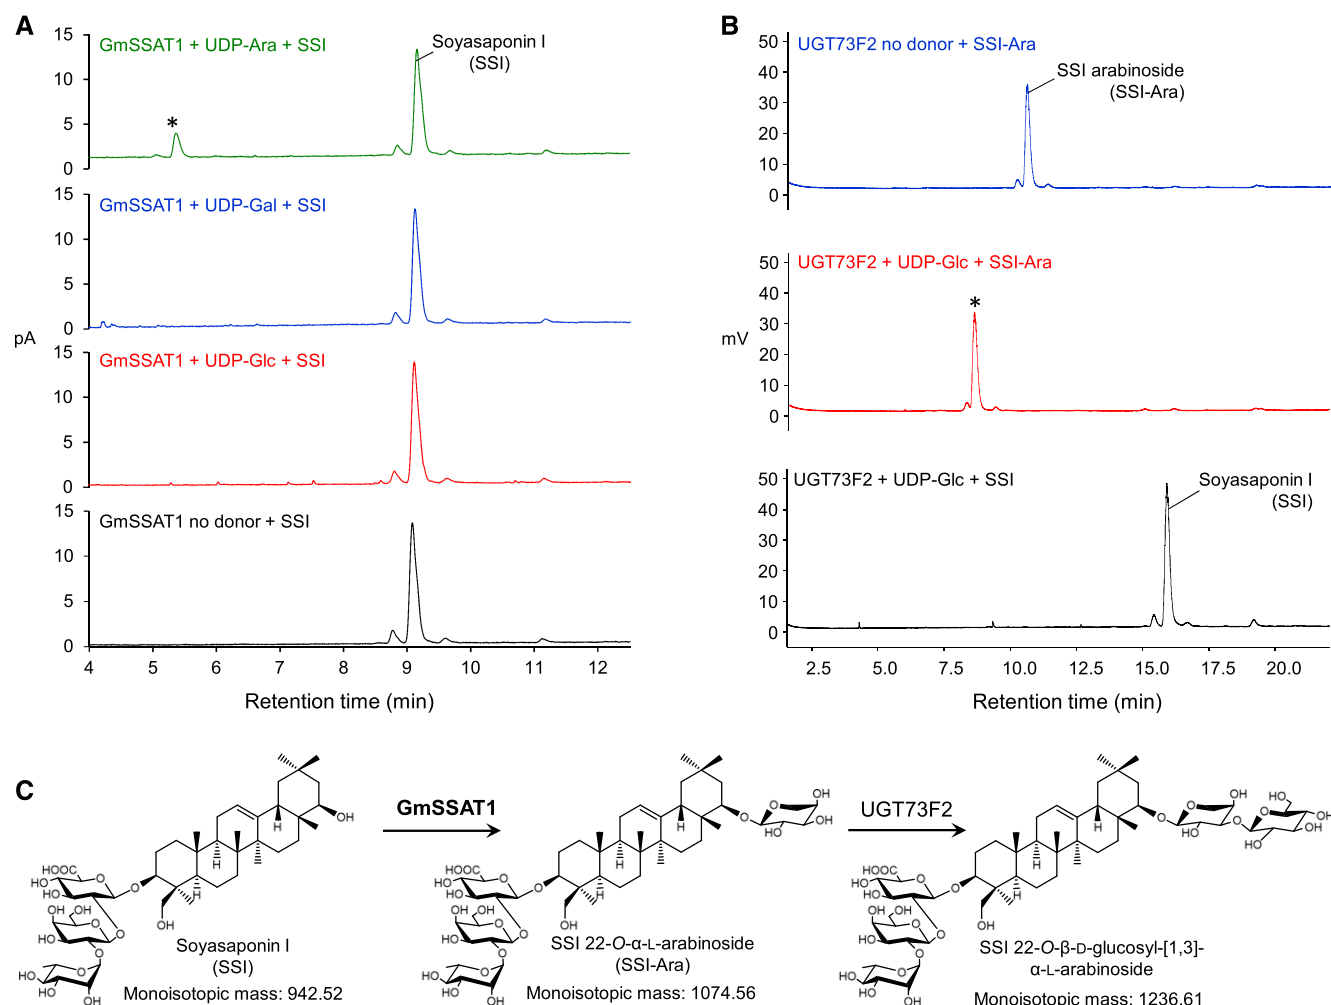 A
GmSSAT1 + UDP-Ara + SSI
Soyasaponin I
(SSI)
*
15
10
5
0
GmSSAT1 + UDP-Gal + SSI
15
10
5
0
pA
GmSSAT1 + UDP-Glc + SSI
15
10
5
0
GmSSAT1 no donor + SSI
15
10
5
0
4 5 6 7 8 9 10 11 12
Retention time (min)
B
UGT73F2 no donor + SSI-Ara
SSI arabinoside
(SSI-Ara)
50
40
30
20
10
0
UGT73F2 + UDP-Glc + SSI-Ara
*
50
40
30
20
10
0
mV
UGT73F2 + UDP-Glc + SSI
Soyasaponin I
(SSI)
50
40
30
20
10
0
2.5 5.0 7.5 10.0 12.5 15.0 17.5 20.0
Retention time (min)
C
GmSSAT1
UGT73F2
Soyasaponin I
(SSI)
Monoisotopic mass: 942.52
SSI 22-O-α-L-arabinoside
(SSI-Ara)
Monoisotopic mass: 1074.56
SSI 22-O-β-D-glucosyl-[1,3]-
α-L-arabinoside
Monoisotopic mass: 1236.61